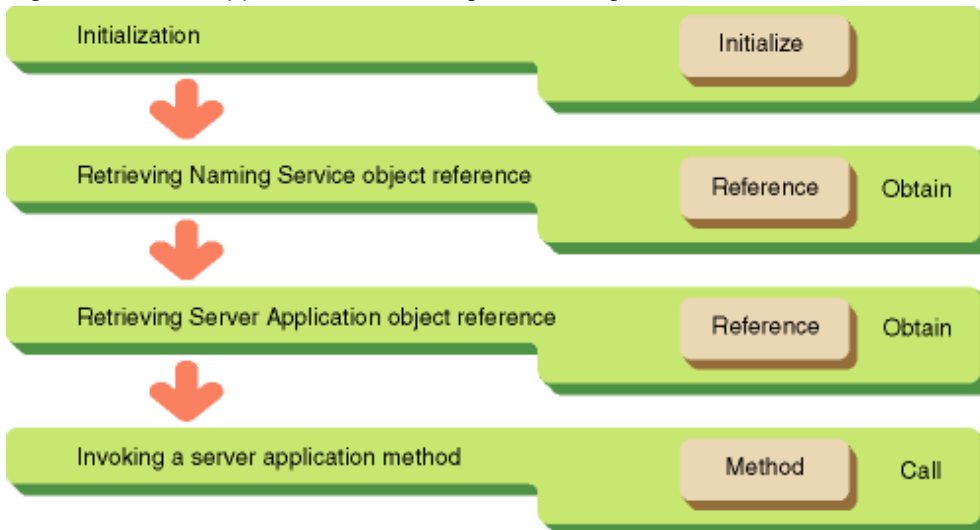 Initialization
Initialize
Retrieving Naming Service object reference
Reference
Obtain
Retrieving Server Application object reference
Reference
Obtain
Invoking a server application method
Method
Call